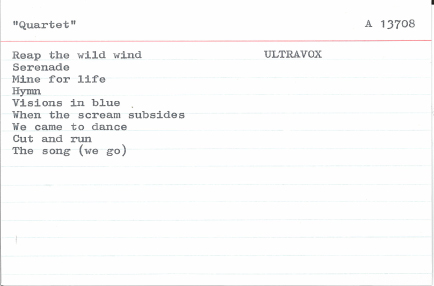 "Quartet" A 13708
Reap the wild wind ULTRAVOX
Serenade
Mine for life
Hymn
Visions in blue
When the scream subsides
We came to dance
Cut and run
The song (we go)